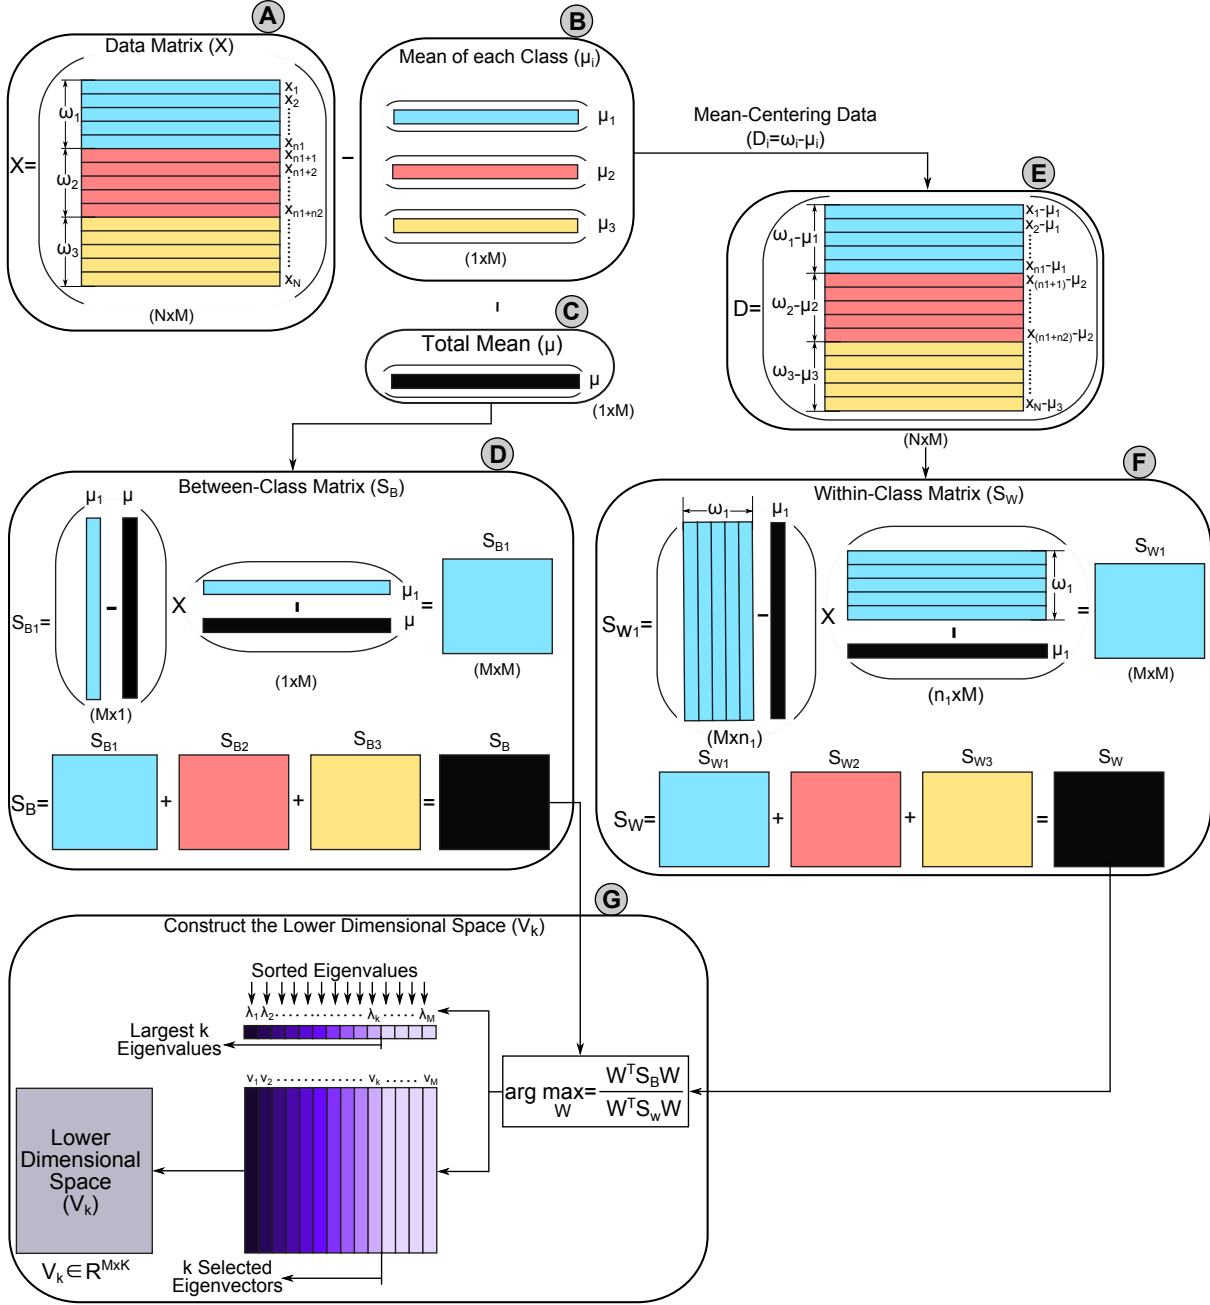 A
Data Matrix (X)
X=
ω1
ω2
ω3
x1
x2
xn1
xn1+1
xn1+2
xn1+n2
xN
(NxM)
−
B
Mean of each Class (μi)
μ1
μ2
μ3
(1xM)
-
C
Total Mean (μ)
μ
(1xM)
Mean-Centering Data
(Di=ωi-μi)
E
D=
ω1-μ1
ω2-μ2
ω3-μ3
x1-μ1
x2-μ1
xn1-μ1
x(n1+1)-μ2
x(n1+n2)-μ2
xN-μ3
(NxM)
D
Between-Class Matrix (SB)
μ1 μ
SB1=
-
(Mx1)
X
μ1
-
μ
(1xM)
=
SB1
(MxM)
SB1 SB2 SB3 SB
SB= + + =
F
Within-Class Matrix (SW)
ω1 μ1
SW1=
-
(Mxn1)
X
ω1
-
μ1
(n1xM)
=
SW1
(MxM)
SW1 SW2 SW3 SW
SW= + + =
G
Construct the Lower Dimensional Space (Vk)
Sorted Eigenvalues
λ1 λ2 ............... λk ..... λM
Largest k
Eigenvalues
v1 v2 ............... vk ..... vM
k Selected
Eigenvectors
arg max= WTSBW
W WTSwW
Lower
Dimensional
Space
(Vk)
Vk∈RMxK